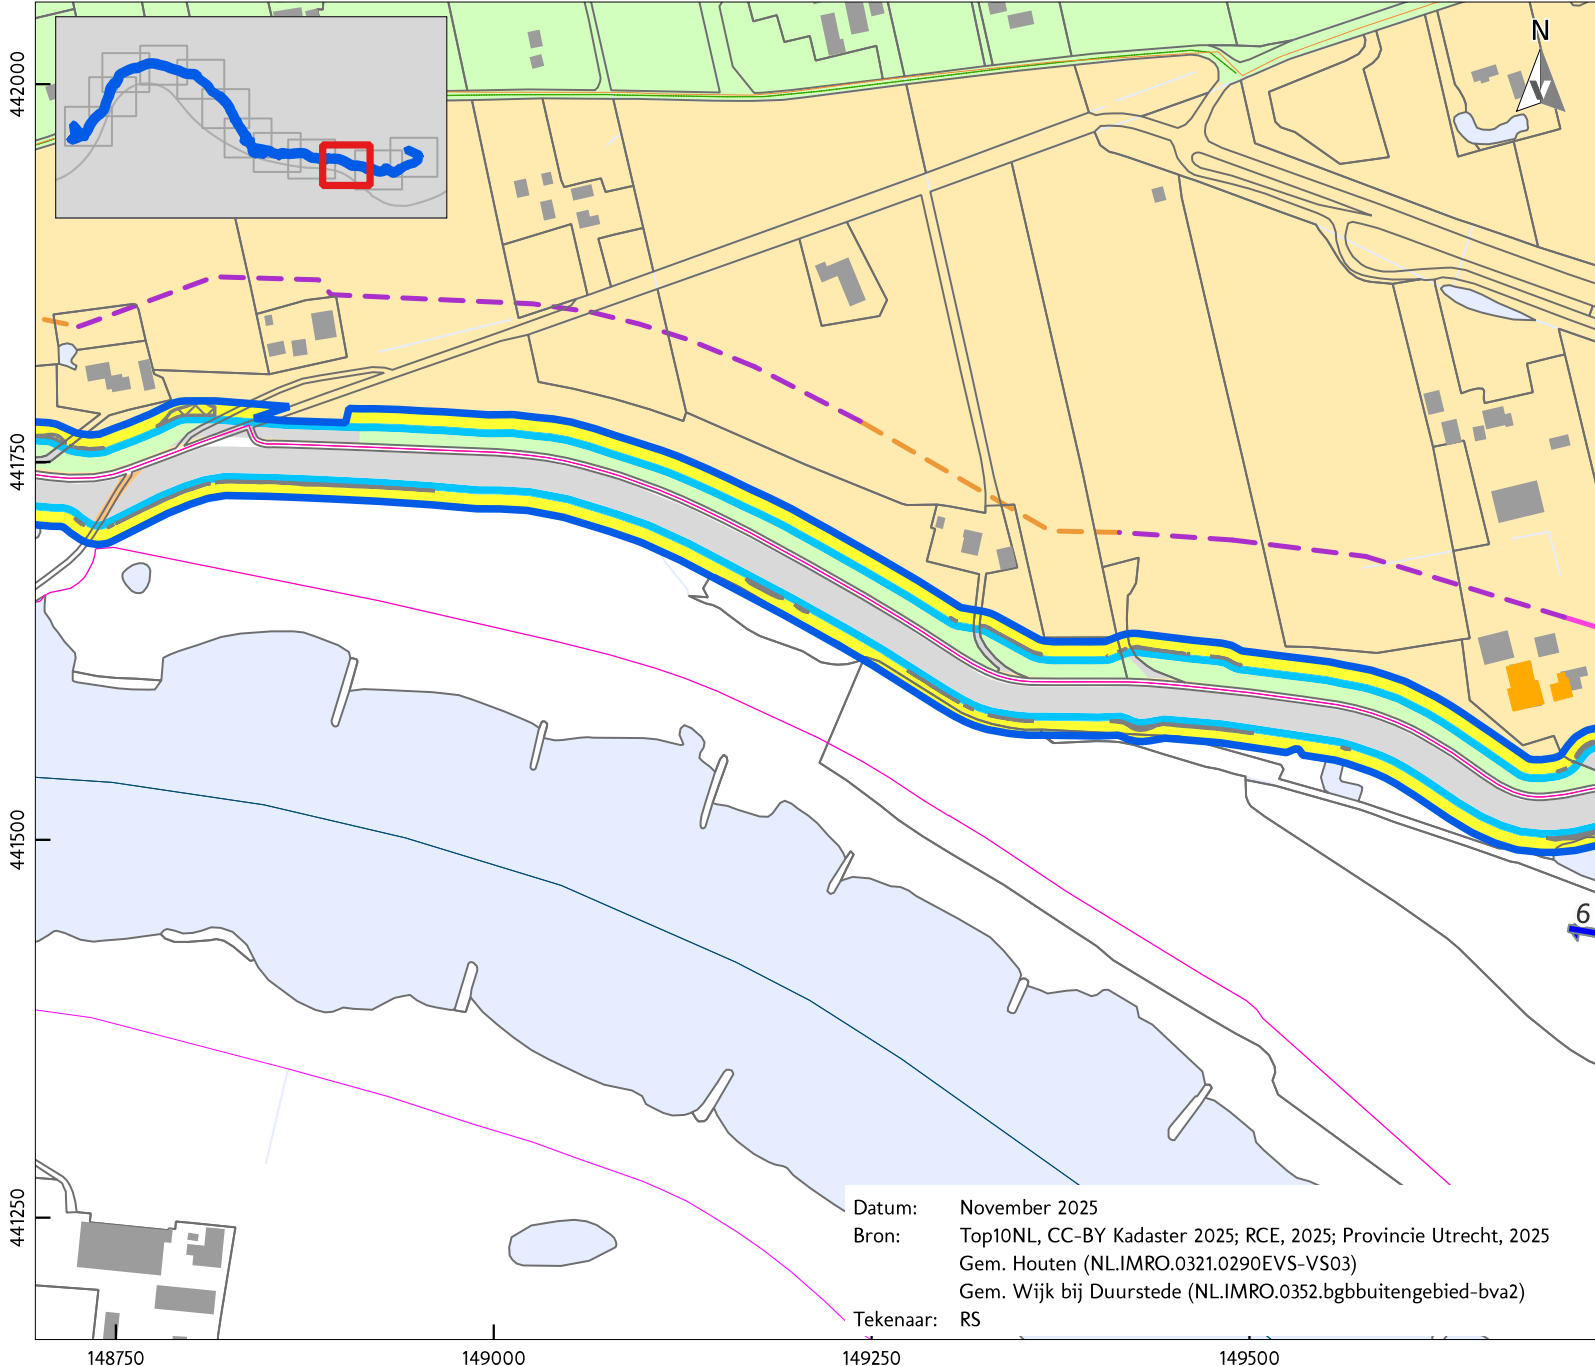 N
442000
441750
441500
6
441250
Datum: November 2025
Bron: Top10NL, CC-BY Kadaster 2025; RCE, 2025; Provincie Utrecht, 2025
Gem. Houten (NL.IMRO.0321.0290EVS-VS03)
Gem. Wijk bij Duurstede (NL.IMRO.0352.bgbbuitengebied-bva2)
Tekenaar: RS
148750 149000 149250 149500